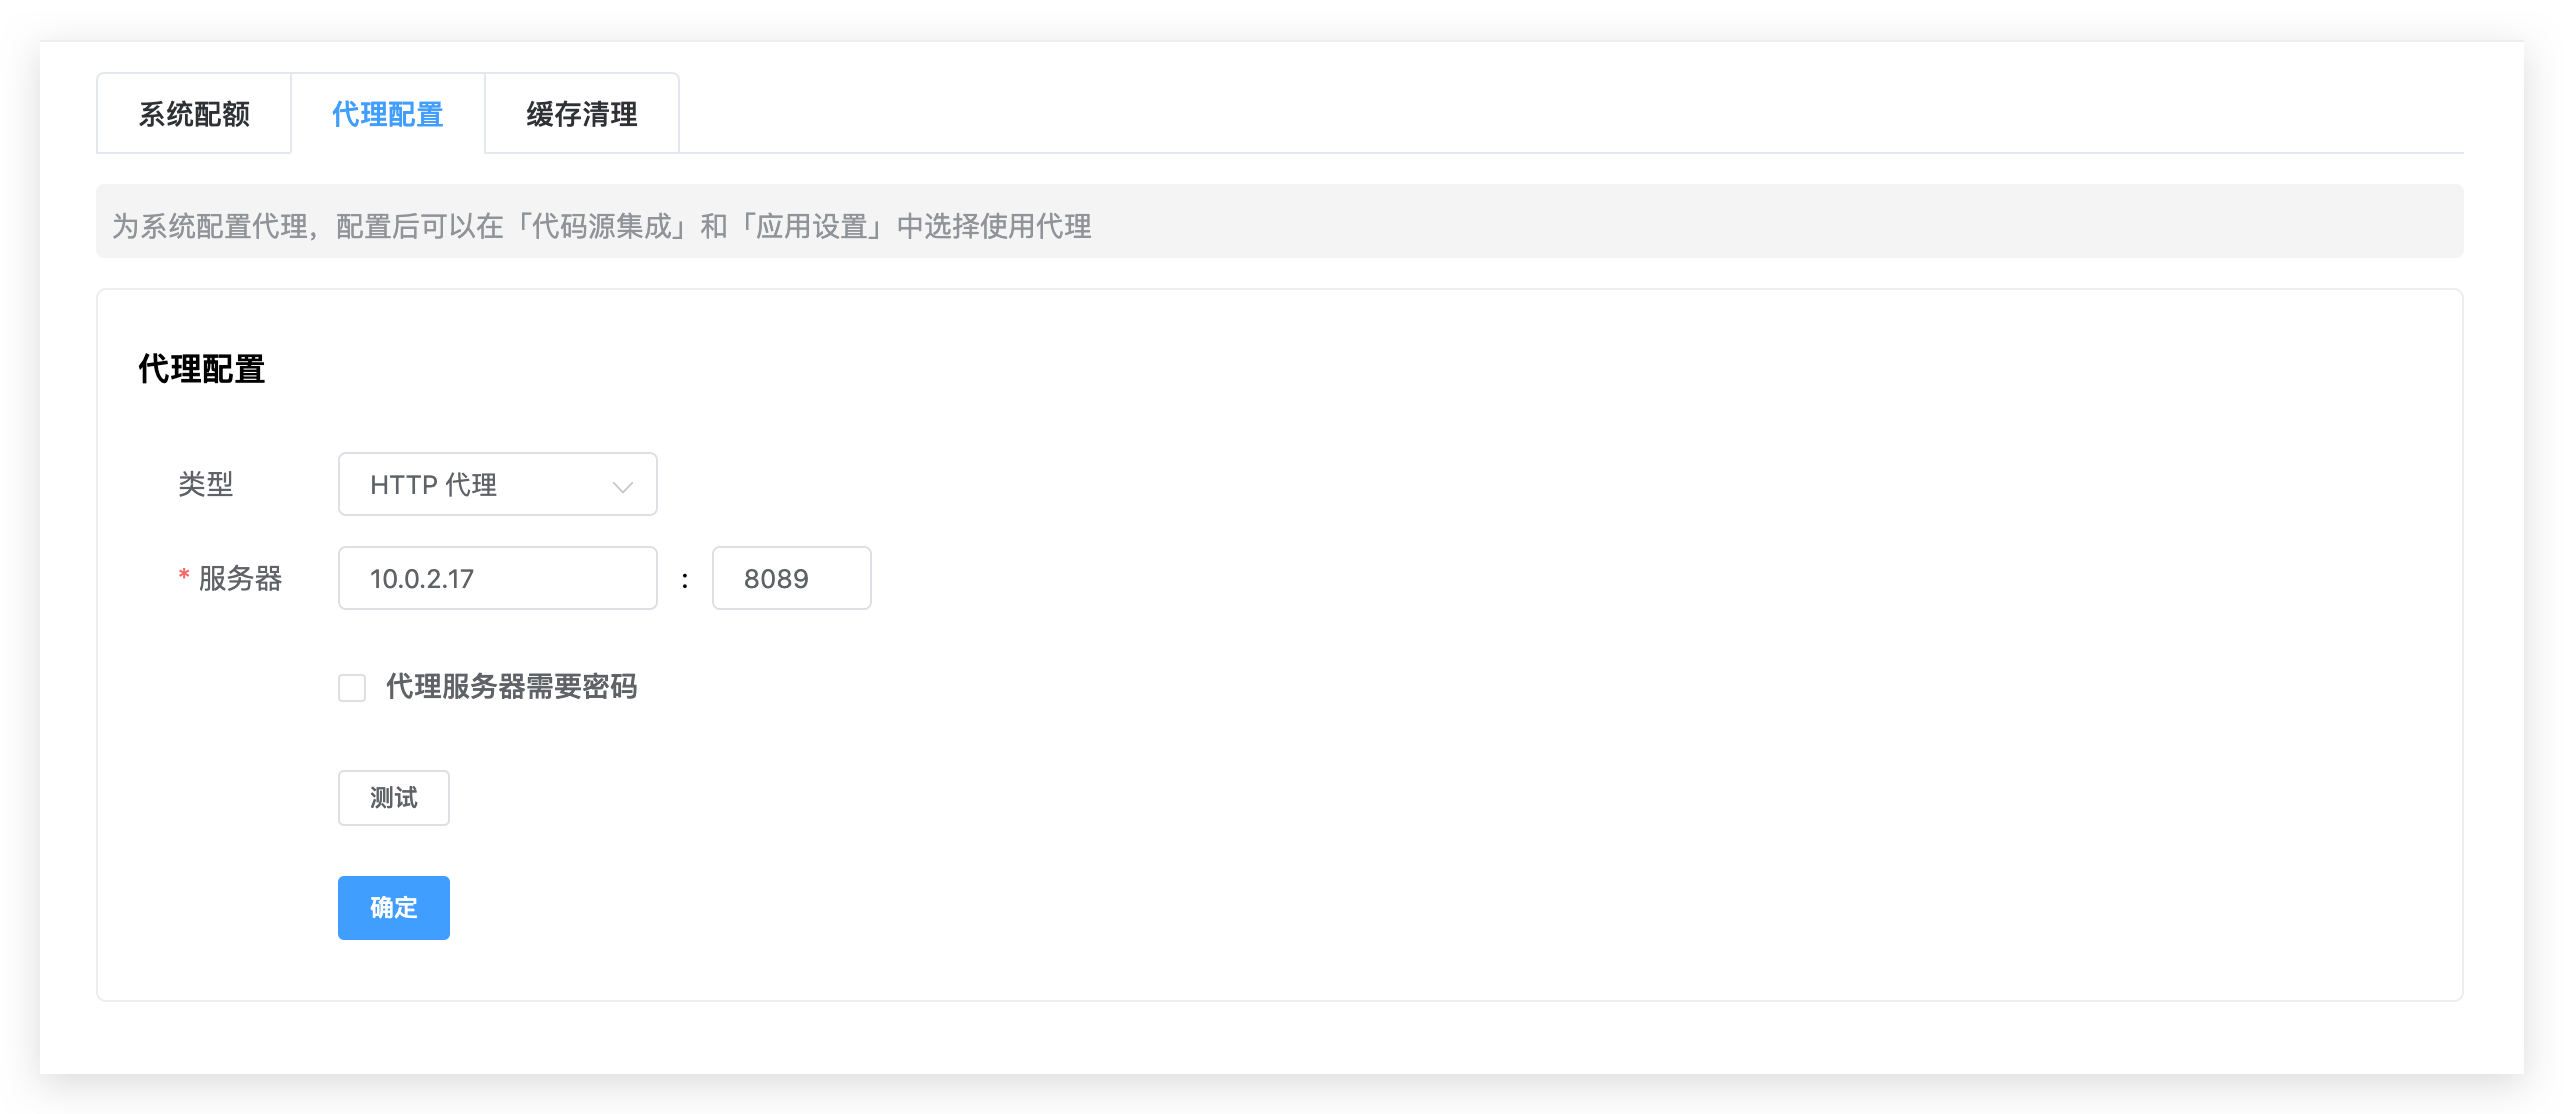 系统配额 代理配置 缓存清理
为系统配置代理，配置后可以在「代码源集成」和「应用设置」中选择使用代理
代理配置
类型 HTTP 代理
* 服务器 10.0.2.17 : 8089
代理服务器需要密码
测试
确定